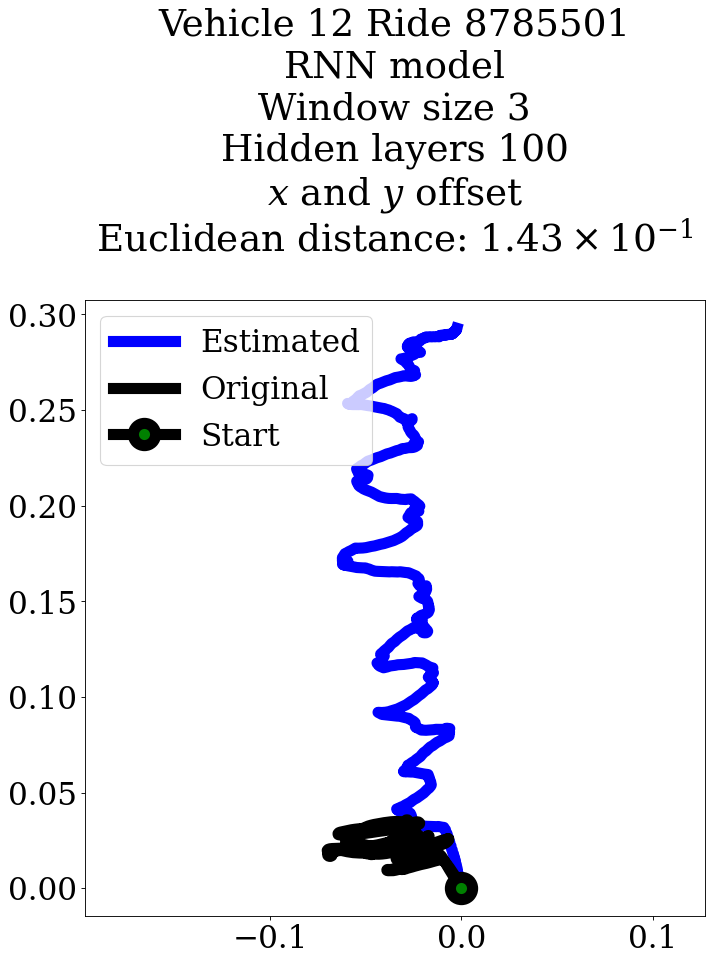 Vehicle 12 Ride 8785501
RNN model
Window size 3
Hidden layers 100
x and y offset
Euclidean distance: 1.43 × 10⁻¹
0.30
0.25
0.20
0.15
0.10
0.05
0.00
Estimated
Original
Start
−0.1
0.0
0.1